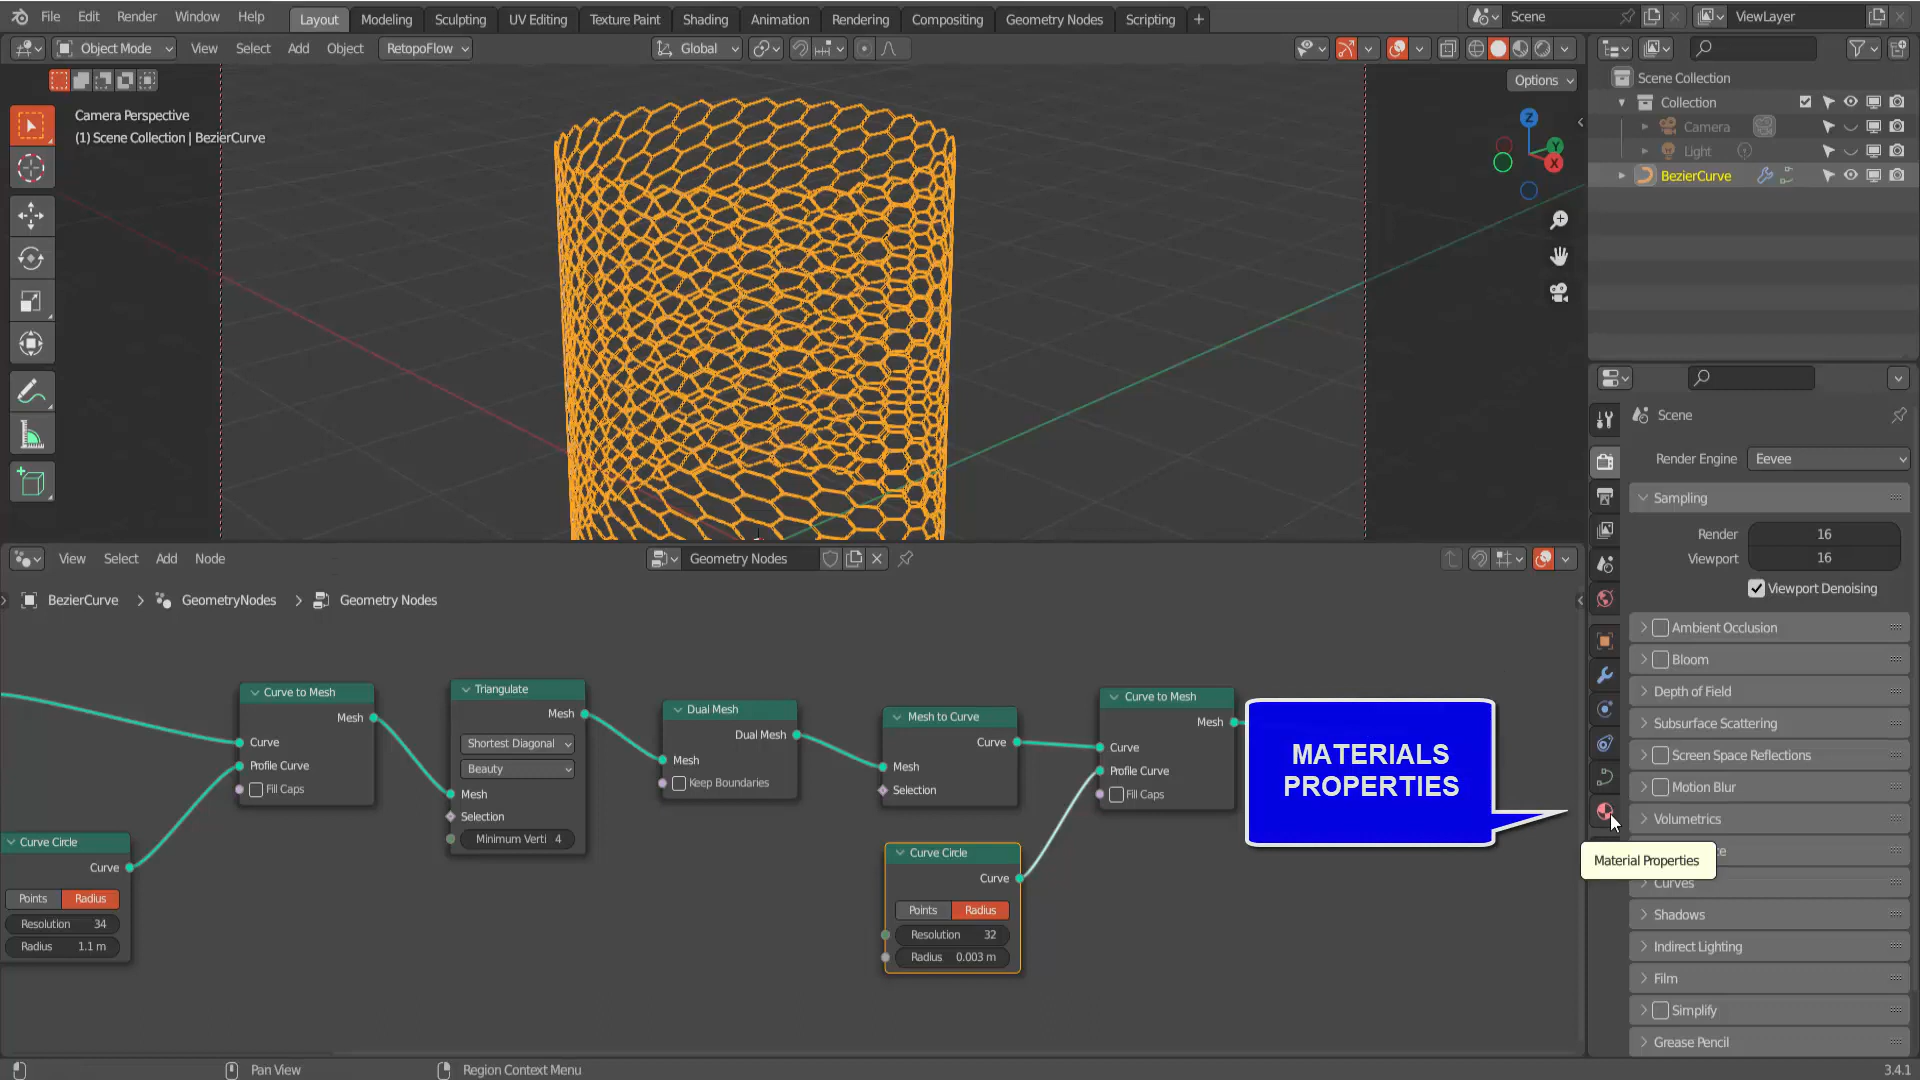 File Edit Render Window Help Layout Modeling Sculpting UV Editing Texture Paint Shading Animation Rendering Compositing Geometry Nodes Scripting + Scene ViewLayer
Object Mode View Select Add Object RetopoFlow Global
Options
Camera Perspective
(1) Scene Collection | BezierCurve
Z
Y
X
Scene Collection
Collection
Camera
Light
BezierCurve
Scene
Render Engine Eevee
Sampling
Render 16
Viewport 16
Viewport Denoising
Ambient Occlusion
Bloom
Depth of Field
Subsurface Scattering
Screen Space Reflections
Motion Blur
Volumetrics
ce
Curves
Shadows
Indirect Lighting
Film
Simplify
Grease Pencil
Material Properties
View Select Add Node Geometry Nodes
BezierCurve > GeometryNodes > Geometry Nodes
Curve to Mesh
Mesh
Curve
Profile Curve
Fill Caps
Curve Circle
Curve
Points Radius
Resolution 34
Radius 1.1 m
Triangulate
Mesh
Shortest Diagonal
Beauty
Mesh
Selection
Minimum Verti 4
Dual Mesh
Dual Mesh
Mesh
Keep Boundaries
Mesh to Curve
Curve
Mesh
Selection
Curve Circle
Curve
Points Radius
Resolution 32
Radius 0.003 m
Curve to Mesh
Mesh
Curve
Profile Curve
Fill Caps
MATERIALS
PROPERTIES
Pan View Region Context Menu 3.4.1